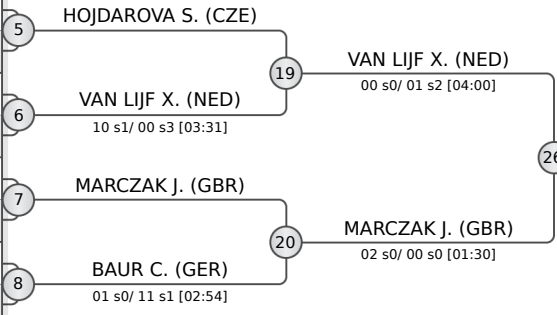 HOJDAROVA S. (CZE)
5
19
VAN LIJF X. (NED)
00 s0/ 01 s2 [04:00]
VAN LIJF X. (NED)
6
10 s1/ 00 s3 [03:31]
26
MARCZAK J. (GBR)
7
20
MARCZAK J. (GBR)
02 s0/ 00 s0 [01:30]
BAUR C. (GER)
8
01 s0/ 11 s1 [02:54]